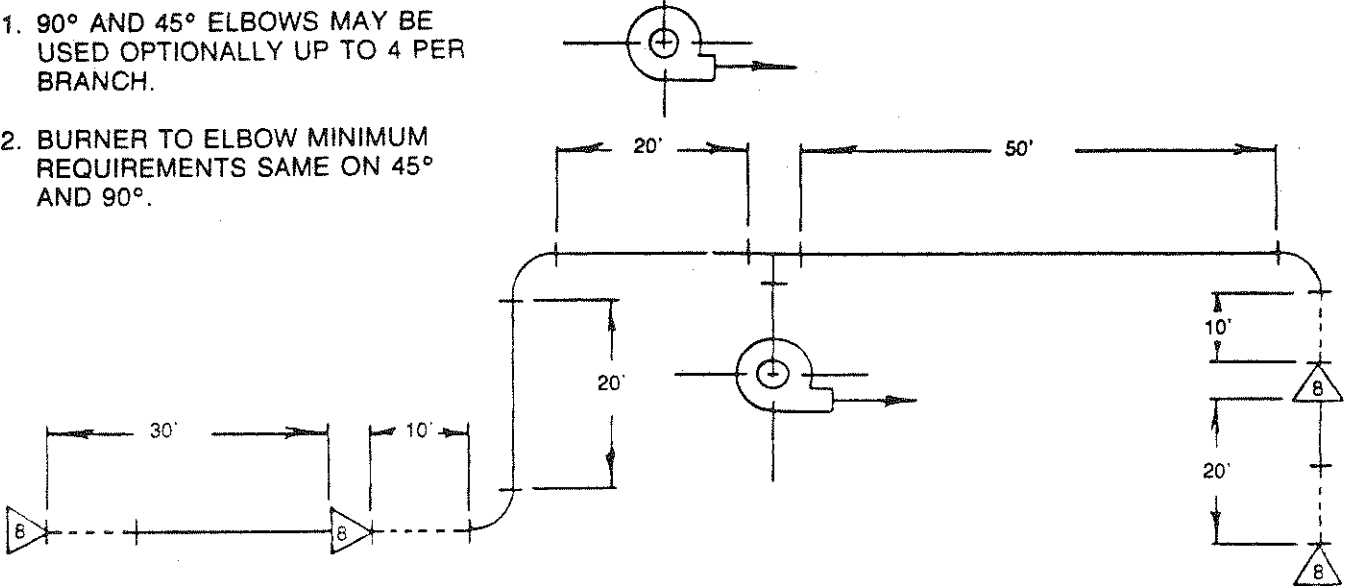 1. 90° AND 45° ELBOWS MAY BE
USED OPTIONALLY UP TO 4 PER
BRANCH.
2. BURNER TO ELBOW MINIMUM
REQUIREMENTS SAME ON 45°
AND 90°.
20'
50'
10'
20'
8
30'
10'
20'
8
8
8